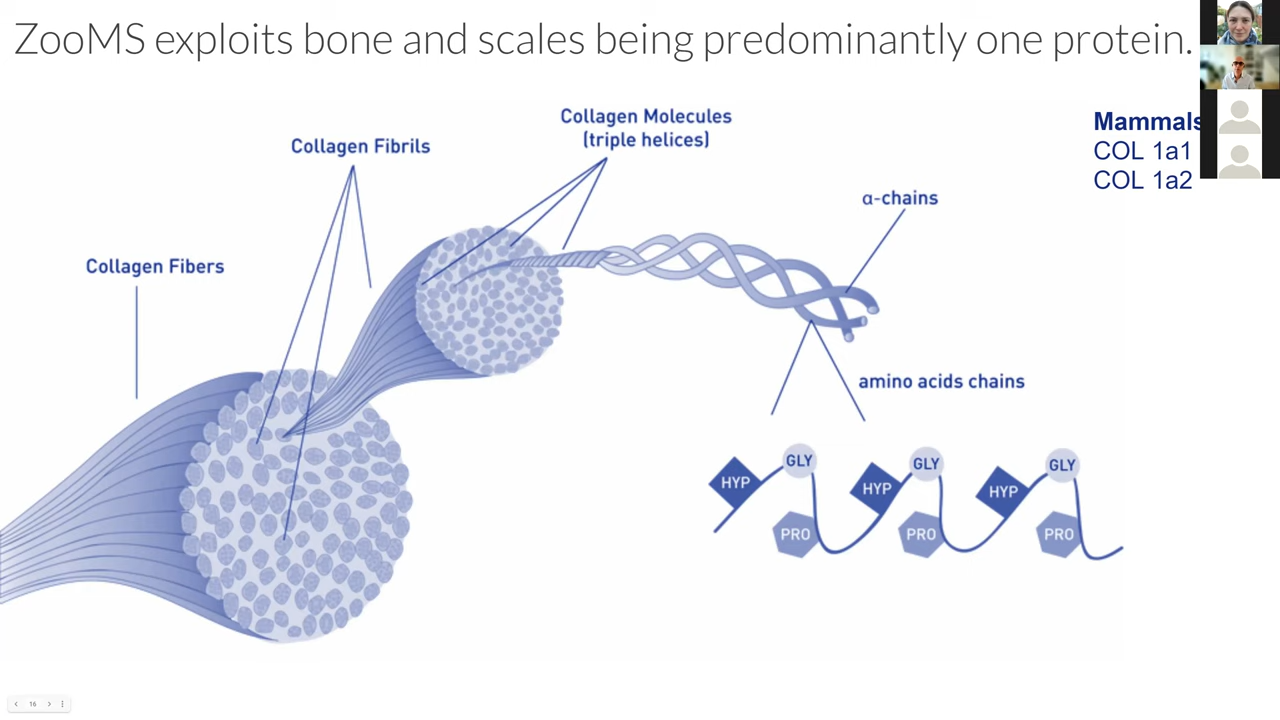 ZooMS exploits bone and scales being predominantly one protein.
Collagen Molecules
(triple helices)
Collagen Fibrils
Mammals
COL 1a1
COL 1a2
α-chains
Collagen Fibers
amino acids chains
HYP
GLY
PRO
HYP
GLY
PRO
HYP
GLY
PRO
16